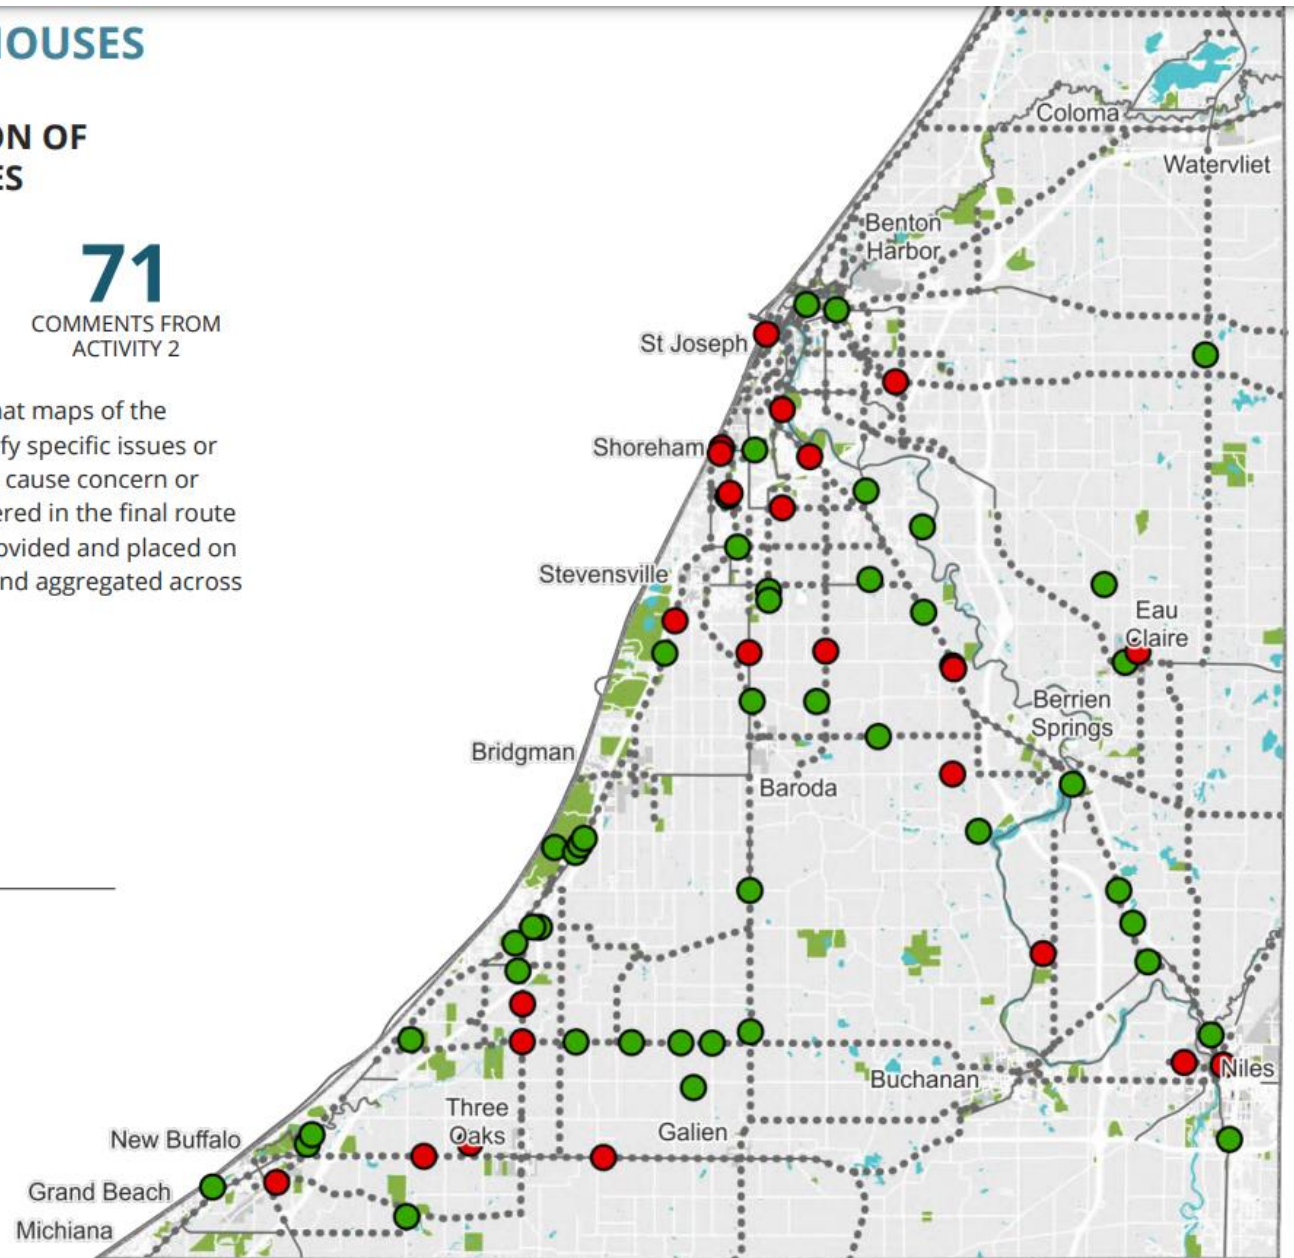 HOUSES
ON OF
ES
71
COMMENTS FROM
ACTIVITY 2
hat maps of the
fy specific issues or
cause concern or
ered in the final route
ovided and placed on
nd aggregated across
Coloma
Watervliet
Benton
Harbor
St Joseph
Shoreham
Stevensville
Eau
Claire
Berrien
Springs
Bridgman
Baroda
Buchanan
Niles
Three
Oaks
Galien
New Buffalo
Grand Beach
Michiana